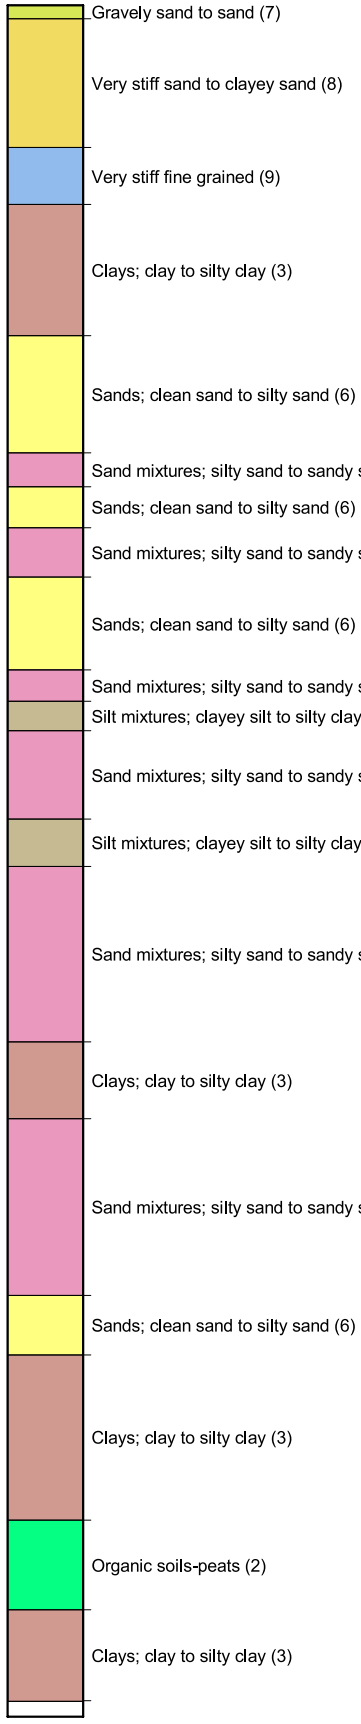 Gravely sand to sand (7)
Very stiff sand to clayey sand (8)
Very stiff fine grained (9)
Clays; clay to silty clay (3)
Sands; clean sand to silty sand (6)
Sand mixtures; silty sand to sandy
Sands; clean sand to silty sand (6)
Sand mixtures; silty sand to sandy
Sands; clean sand to silty sand (6)
Sand mixtures; silty sand to sandy
Silt mixtures; clayey silt to silty clay
Sand mixtures; silty sand to sandy
Silt mixtures; clayey silt to silty clay
Sand mixtures; silty sand to sandy
Clays; clay to silty clay (3)
Sand mixtures; silty sand to sandy
Sands; clean sand to silty sand (6)
Clays; clay to silty clay (3)
Organic soils-peats (2)
Clays; clay to silty clay (3)